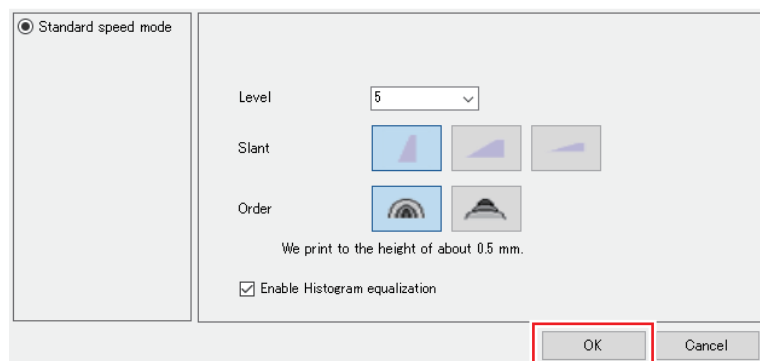 Standard speed mode
Level 5
Slant
Order
We print to the height of about 0.5 mm.
Enable Histogram equalization
OK Cancel